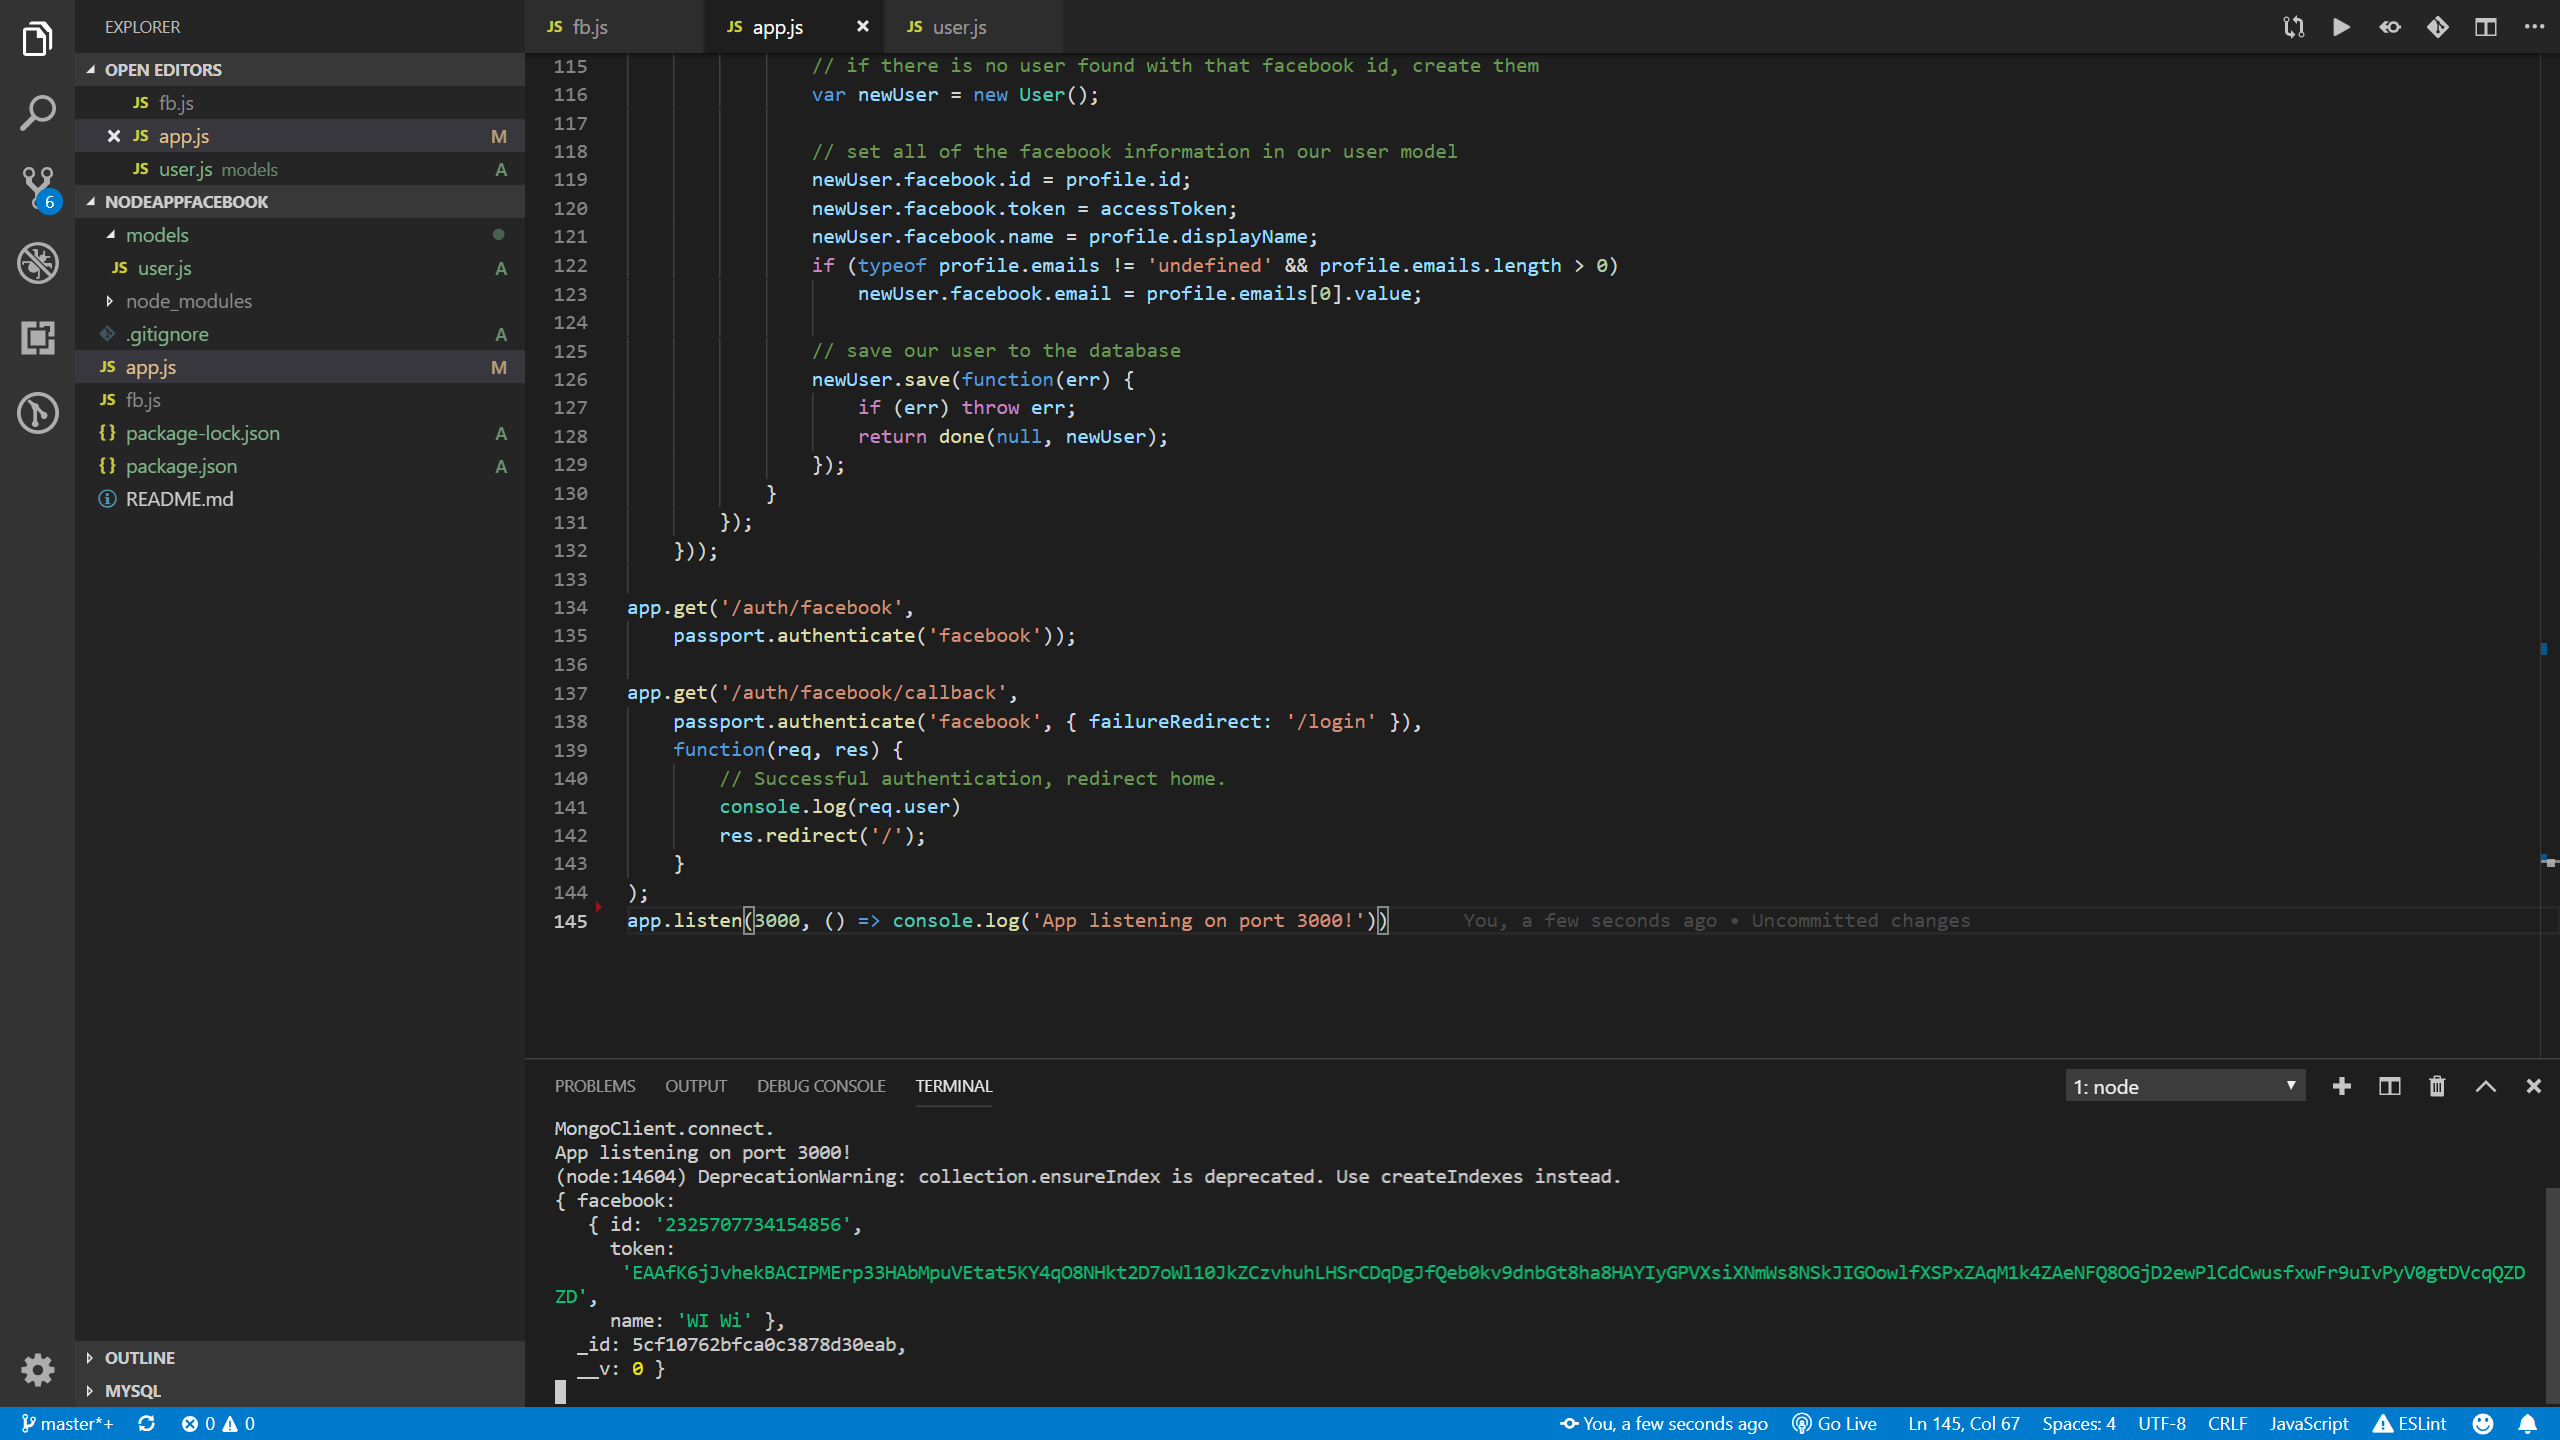 EXPLORER
OPEN EDITORS
JS fb.js
JS app.js M
JS user.js models A
NODEAPPFACEBOOK
models
JS user.js A
node_modules
.gitignore A
JS app.js M
JS fb.js
{} package-lock.json A
{} package.json A
README.md
OUTLINE
MYSQL
6
JS fb.js JS app.js JS user.js
115 // if there is no user found with that facebook id, create them
116 var newUser = new User();
117
118 // set all of the facebook information in our user model
119 newUser.facebook.id = profile.id;
120 newUser.facebook.token = accessToken;
121 newUser.facebook.name = profile.displayName;
122 if (typeof profile.emails != 'undefined' && profile.emails.length > 0)
123 newUser.facebook.email = profile.emails[0].value;
124
125 // save our user to the database
126 newUser.save(function(err) {
127 if (err) throw err;
128 return done(null, newUser);
129 });
130 }
131 });
132 }));
133
134 app.get('/auth/facebook',
135 passport.authenticate('facebook'));
136
137 app.get('/auth/facebook/callback',
138 passport.authenticate('facebook', { failureRedirect: '/login' }),
139 function(req, res) {
140 // Successful authentication, redirect home.
141 console.log(req.user)
142 res.redirect('/');
143 }
144 );
145 app.listen(3000, () => console.log('App listening on port 3000!')) You, a few seconds ago • Uncommitted changes
PROBLEMS OUTPUT DEBUG CONSOLE TERMINAL 1: node
MongoClient.connect.
App listening on port 3000!
(node:14604) DeprecationWarning: collection.ensureIndex is deprecated. Use createIndexes instead.
{ facebook:
{ id: '2325707734154856',
token:
'EAAfK6jJvhekBACIPMErp33HAbMpuVEtat5KY4qO8NHkt2D7oWl10JkZCzvhuhLHSrCDqDgJfQeb0kv9dnbGt8ha8HAYIyGPVXsiXNmWs8NSkJIGOowlfXSPxZAqM1k4ZAeNFQ8OGjD2ewPlCdCwusfxwFr9uIvPyV0gtDVcqQZD
ZD',
name: 'WI Wi' },
_id: 5cf10762bfca0c3878d30eab,
__v: 0 }
master*+ 0 0 You, a few seconds ago Go Live Ln 145, Col 67 Spaces: 4 UTF-8 CRLF JavaScript ESLint